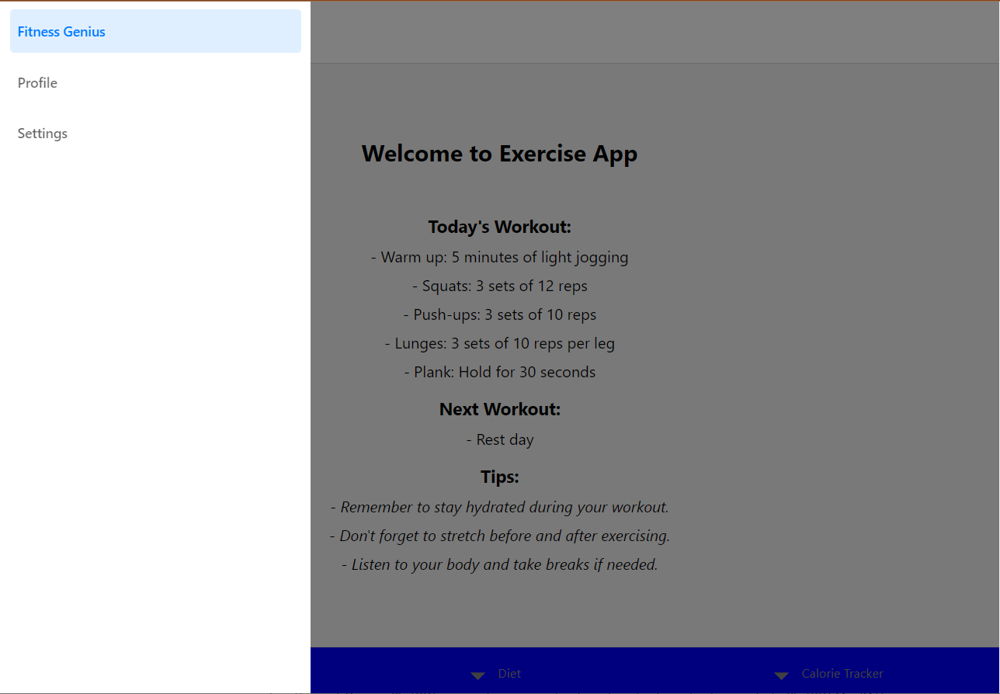 Fitness Genius
Profile
Settings
Welcome to Exercise App
Today's Workout:
- Warm up: 5 minutes of light jogging
- Squats: 3 sets of 12 reps
- Push-ups: 3 sets of 10 reps
- Lunges: 3 sets of 10 reps per leg
- Plank: Hold for 30 seconds
Next Workout:
- Rest day
Tips:
- Remember to stay hydrated during your workout.
- Don't forget to stretch before and after exercising.
- Listen to your body and take breaks if needed.
Diet
Calorie Tracker